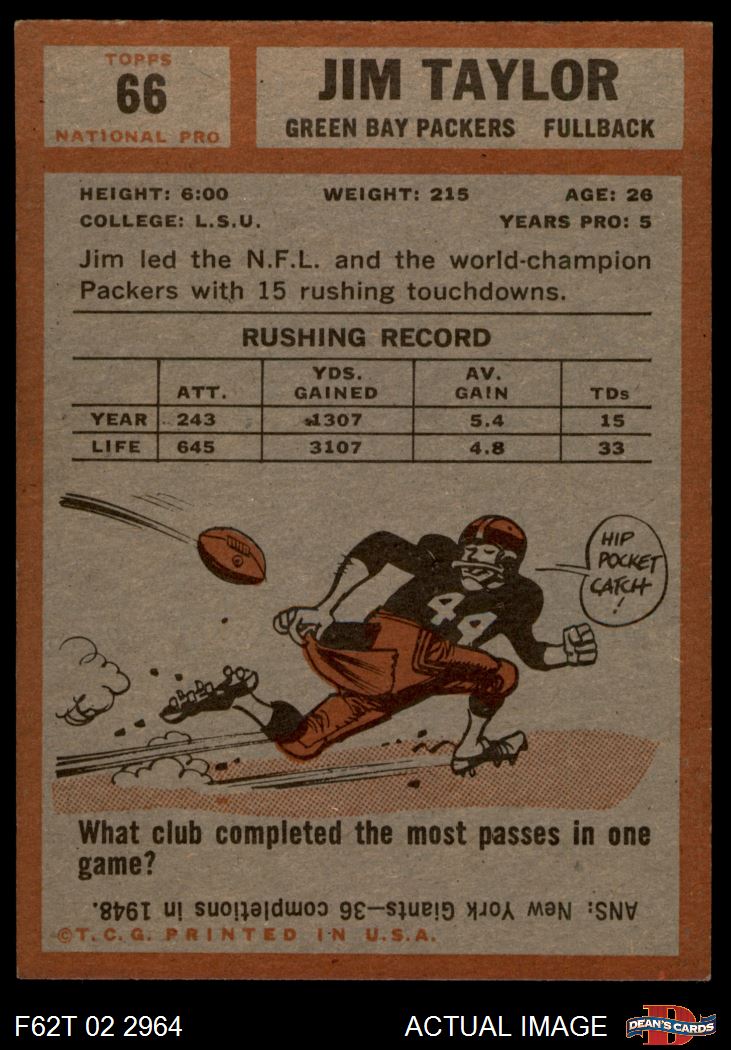 TOPPS
66
NATIONAL PRO
JIM TAYLOR
GREEN BAY PACKERS FULLBACK
HEIGHT: 6:00 WEIGHT: 215 AGE: 26
COLLEGE: L.S.U. YEARS PRO: 5
Jim led the N.F.L. and the world-champion
Packers with 15 rushing touchdowns.
RUSHING RECORD
ATT. YDS. GAINED AV. GAIN TDs
YEAR 243 1307 5.4 15
LIFE 645 3107 4.8 33
HIP
POCKET
CATCH
!
44
What club completed the most passes in one
game?
ANS: New York Giants—36 completions in 1948.
©T.C.G. PRINTED IN U.S.A.
F62T 02 2964 ACTUAL IMAGE
D
DEAN'S CARDS